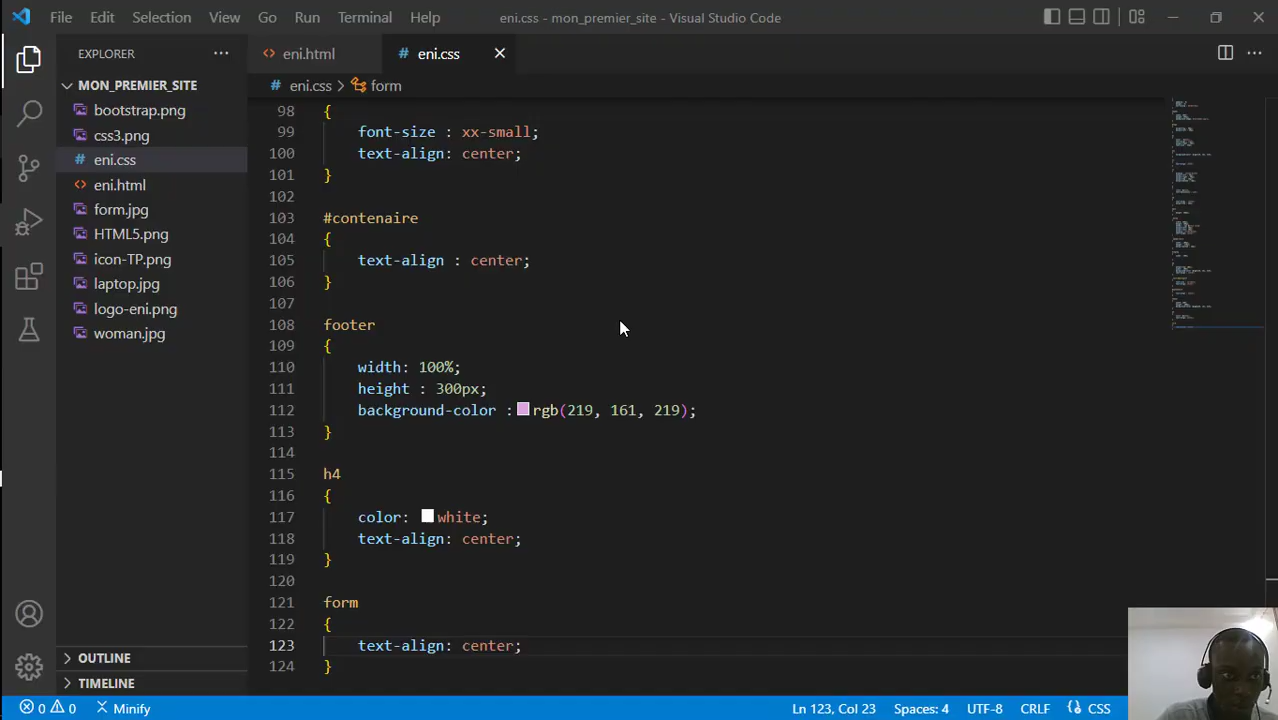 File Edit Selection View Go Run Terminal Help eni.css - mon_premier_site - Visual Studio Code
EXPLORER
MON_PREMIER_SITE
bootstrap.png
css3.png
eni.css
eni.html
form.jpg
HTML5.png
icon-TP.png
laptop.jpg
logo-eni.png
woman.jpg
OUTLINE
TIMELINE
eni.html # eni.css
# eni.css > form
98 {
99 font-size : xx-small;
100 text-align: center;
101 }
102
103 #contenaire
104 {
105 text-align : center;
106 }
107
108 footer
109 {
110 width: 100%;
111 height : 300px;
112 background-color : rgb(219, 161, 219);
113 }
114
115 h4
116 {
117 color: white;
118 text-align: center;
119 }
120
121 form
122 {
123 text-align: center;
124 }
0 0 Minify Ln 123, Col 23 Spaces: 4 UTF-8 CRLF CSS